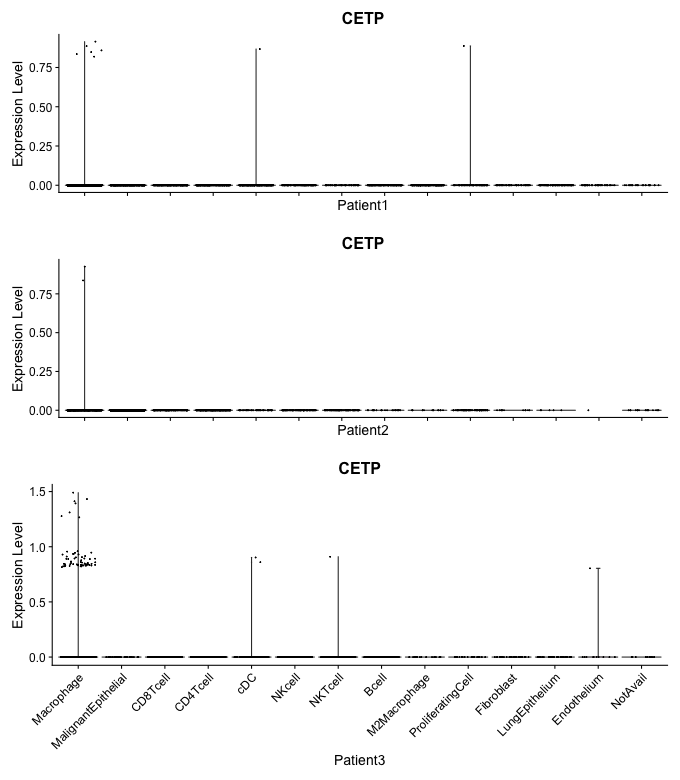 CETP
Expression Level
0.75
0.50
0.25
0.00
Patient1
CETP
Expression Level
0.75
0.50
0.25
0.00
Patient2
CETP
Expression Level
1.5
1.0
0.5
0.0
Macrophage
MalignantEpithelial
CD8Tcell
CD4Tcell
cDC
NKcell
NKTcell
Bcell
M2Macrophage
ProliferatingCell
Fibroblast
LungEpithelium
Endothelium
NotAvail
Patient3